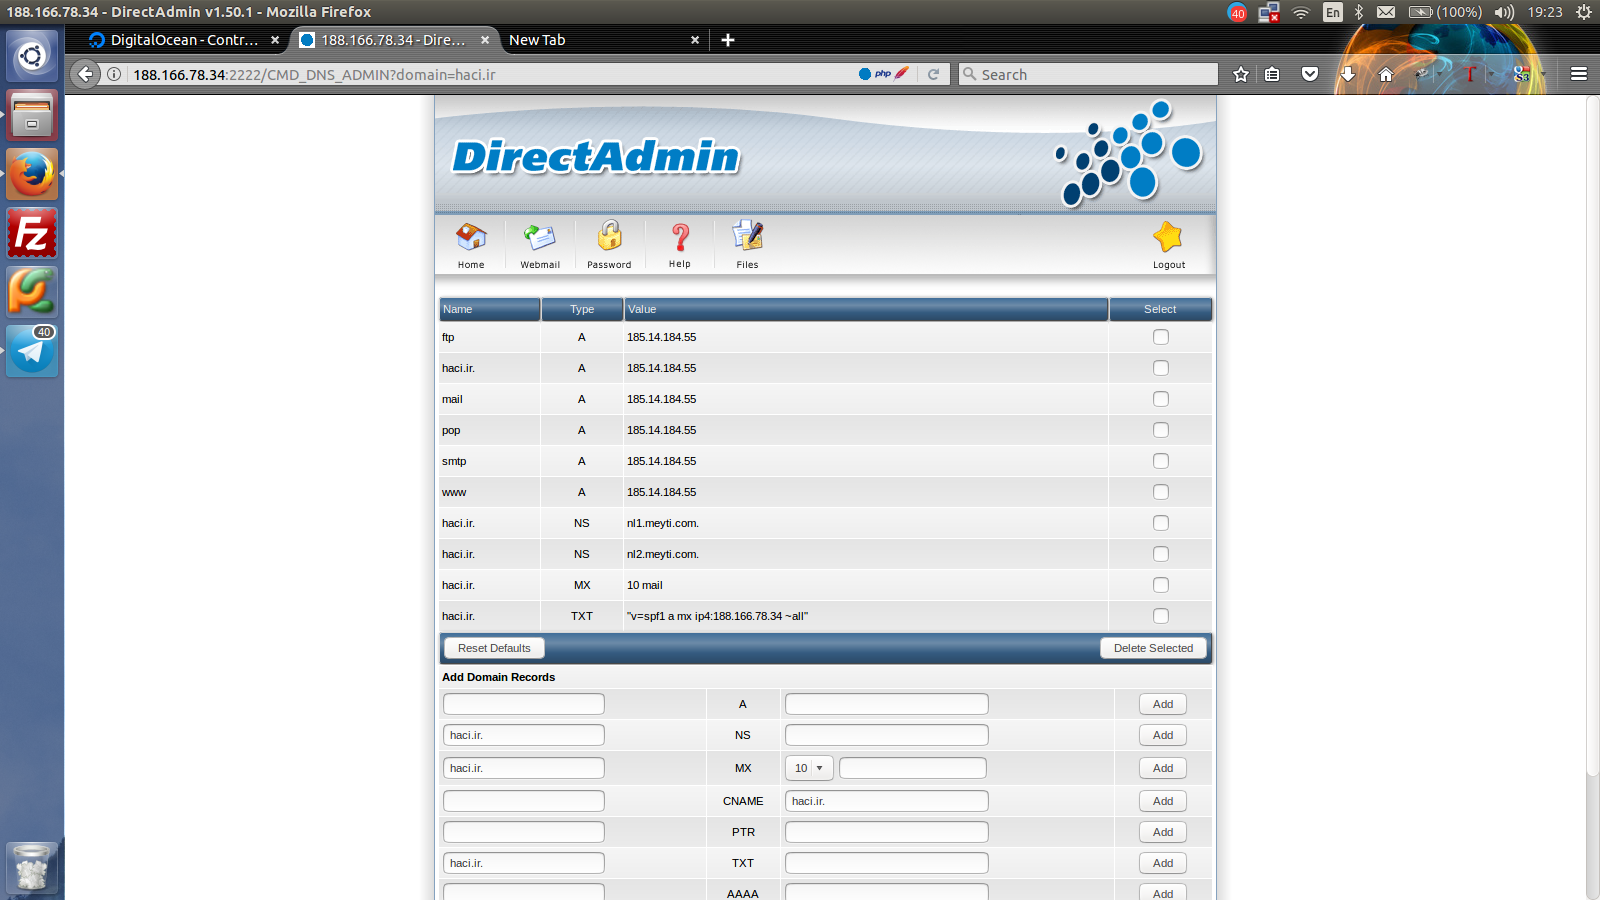 188.166.78.34 - DirectAdmin v1.50.1 - Mozilla Firefox
40 En (100%) 19:23
DigitalOcean - Contr... × 188.166.78.34 - Dire... × New Tab × +
188.166.78.34:2222/CMD_DNS_ADMIN?domain=haci.ir php Search
DirectAdmin
Home Webmail Password Help Files Logout
Name Type Value Select
ftp A 185.14.184.55
haci.ir. A 185.14.184.55
mail A 185.14.184.55
pop A 185.14.184.55
smtp A 185.14.184.55
www A 185.14.184.55
haci.ir. NS nl1.meyti.com.
haci.ir. NS nl2.meyti.com.
haci.ir. MX 10 mail
haci.ir. TXT "v=spf1 a mx ip4:188.166.78.34 ~all"
Reset Defaults Delete Selected
Add Domain Records
A Add
haci.ir. NS Add
haci.ir. MX 10 Add
CNAME haci.ir. Add
PTR Add
haci.ir. TXT Add
AAAA Add
Fz
PC
40